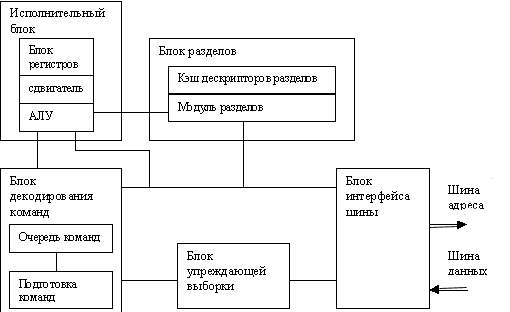 Исполнительный
блок
Блок
регистров
сдвигатель
АЛУ
Блок разделов
Кэш дескрипторов разделов
Модуль разделов
Блок
декодирования
команд
Очередь команд
Подготовка
команд
Блок
упреждающей
выборки
Блок
интерфейса
шины
Шина
адреса
Шина
данных